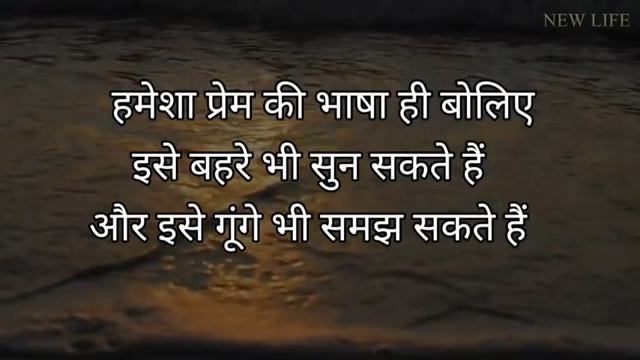 NEW LIFE
हमेशा प्रेम की भाषा ही बोलिए
इसे बहरे भी सुन सकते हैं
और इसे गूंगे भी समझ सकते हैं